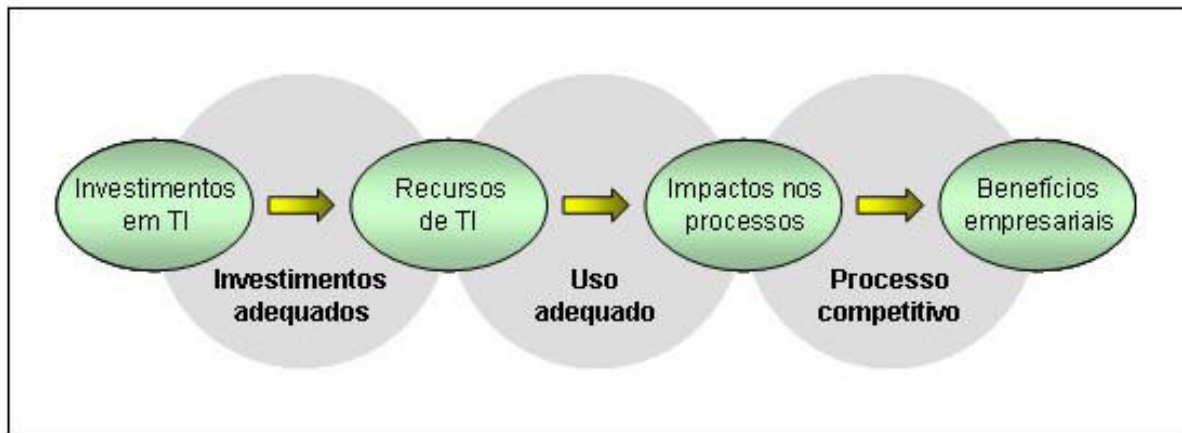 Investimentos
em TI
Recursos
de TI
Impactos nos
processos
Benefícios
empresariais
Investimentos
adequados
Uso
adequado
Processo
competitivo